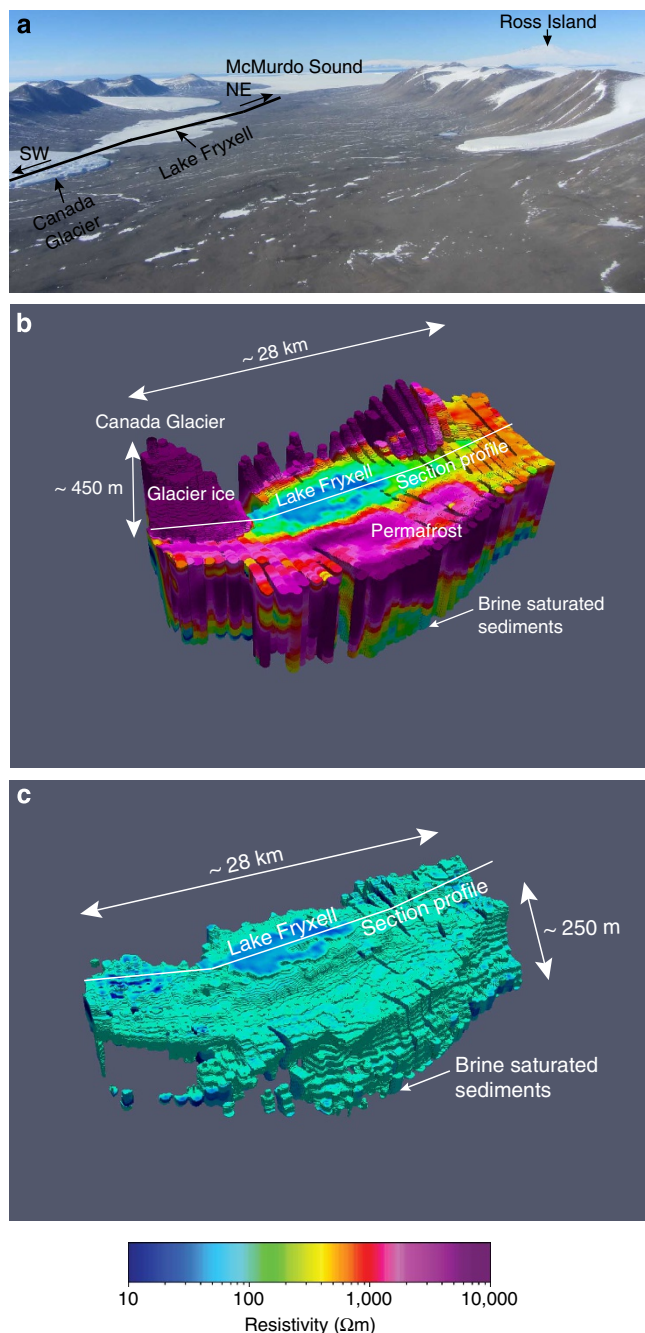 a
Ross Island
McMurdo Sound
NE
SW
Lake Fryxell
Canada
Glacier
b
~ 28 km
Canada Glacier
~ 450 m
Glacier ice
Lake Fryxell
Section profile
Permafrost
Brine saturated
sediments
c
~ 28 km
Lake Fryxell
Section profile
~ 250 m
Brine saturated
sediments
10
100
1,000
10,000
Resistivity (Ωm)